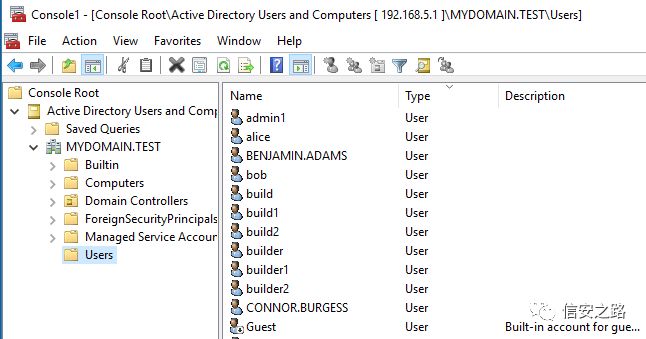 Console1 - [Console Root\Active Directory Users and Computers [ 192.168.5.1 ]\MYDOMAIN.TEST\Users]
File Action View Favorites Window Help
Console Root
Active Directory Users and Comp
Saved Queries
MYDOMAIN.TEST
Builtin
Computers
Domain Controllers
ForeignSecurityPrincipals
Managed Service Accoun
Users
Name Type Description
admin1 User
alice User
BENJAMIN.ADAMS User
bob User
build User
build1 User
build2 User
builder User
builder1 User
builder2 User
CONNOR.BURGESS User
Guest User Built-in account for gue...
信安之路